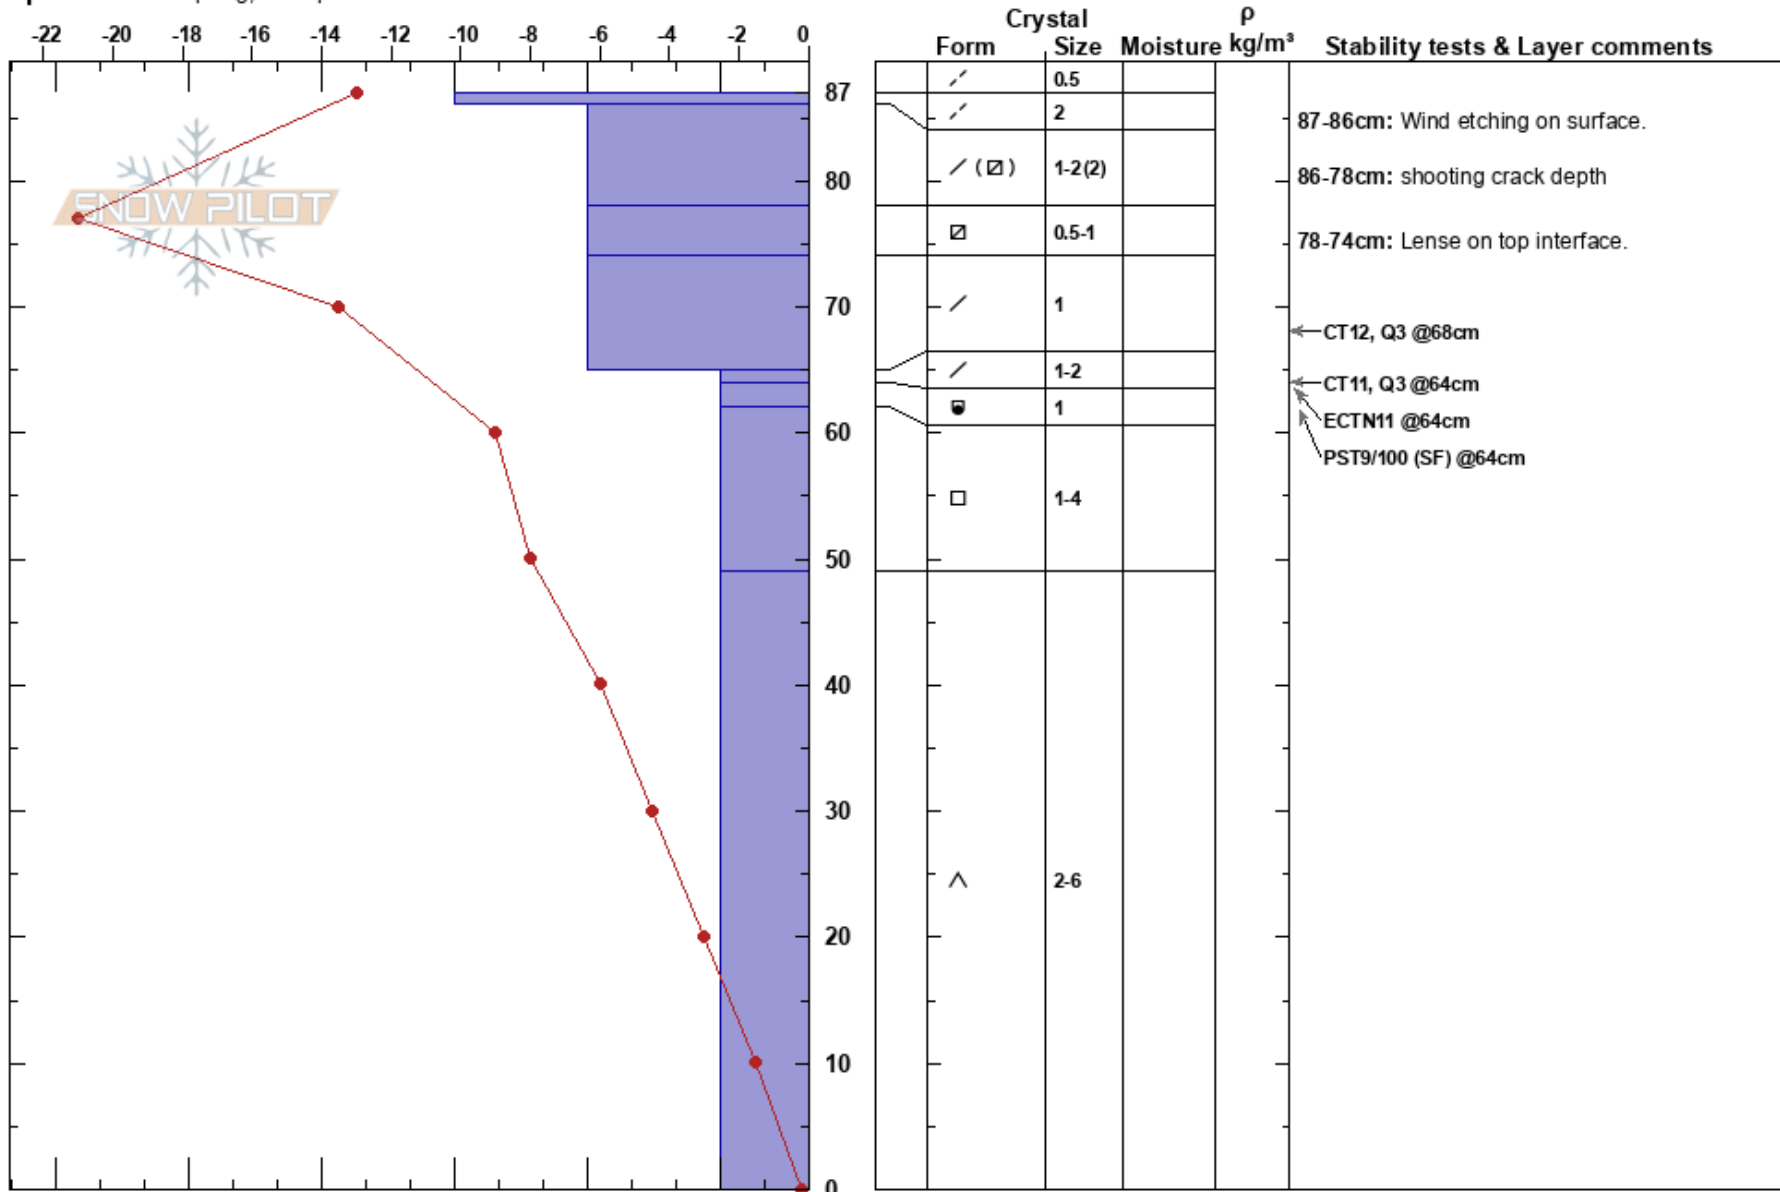 Crystal ρ
-22 -20 -18 -16 -14 -12 -10 -8 -6 -4 -2 0 Form Size Moisture kg/m³ Stability tests & Layer comments
0.5
87
2
87-86cm: Wind etching on surface.
SNOW PILOT
80 1-2(2) 86-78cm: shooting crack depth
0.5-1 78-74cm: Lense on top interface.
70 1
CT12, Q3 @68cm
1-2 CT11, Q3 @64cm
1 ECTN11 @64cm
60
PST9/100 (SF) @64cm
1-4
50
40
30
2-6
20
10
0